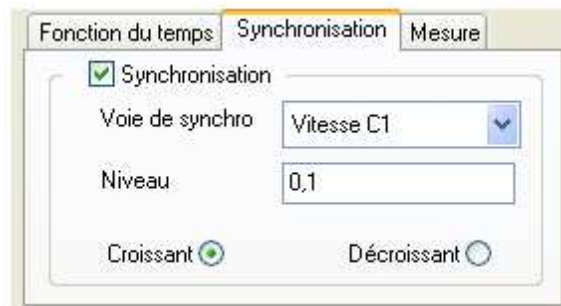 Fonction du temps Synchronisation Mesure
Synchronisation
Voie de synchro Vitesse C1
Niveau 0,1
Croissant Décroissant